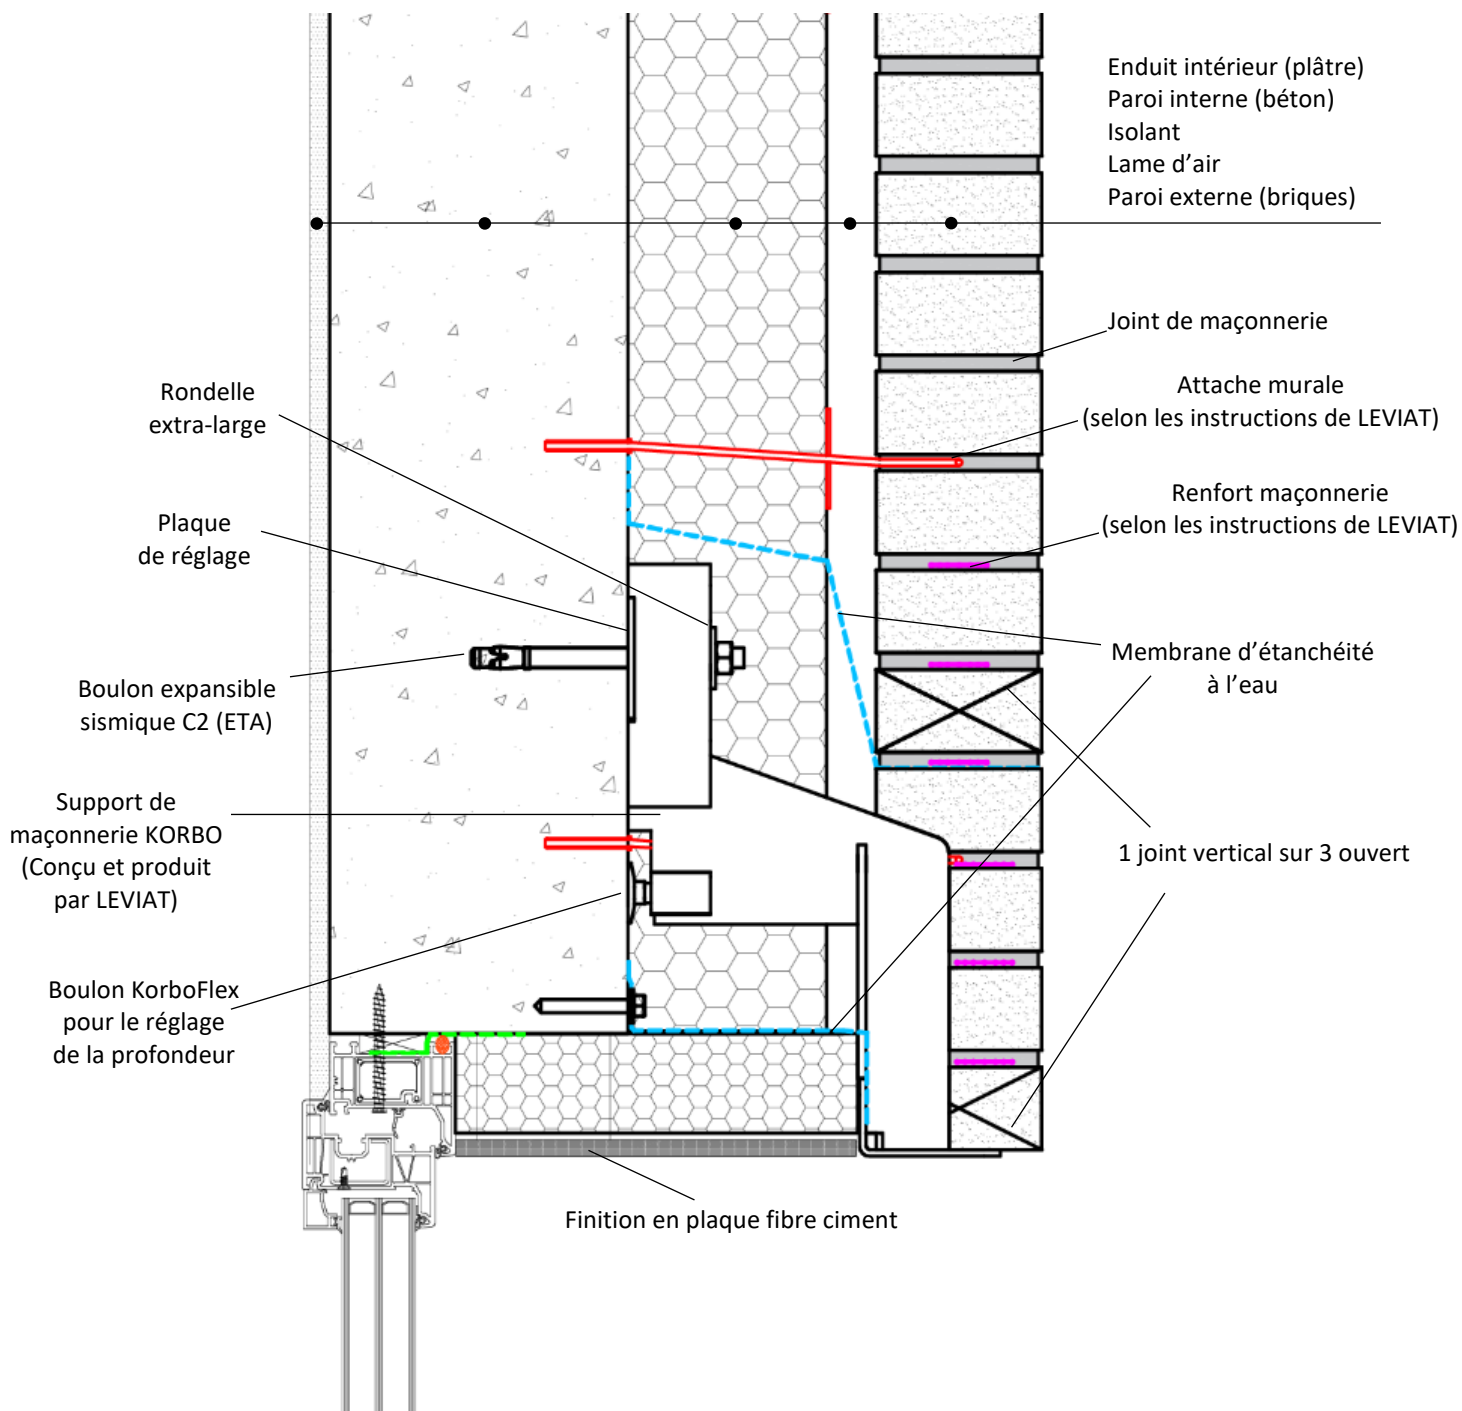 Enduit intérieur (plâtre)
Paroi interne (béton)
Isolant
Lame d’air
Paroi externe (briques)
Joint de maçonnerie
Attache murale
(selon les instructions de LEVIAT)
Renfort maçonnerie
(selon les instructions de LEVIAT)
Membrane d’étanchéité
à l’eau
1 joint vertical sur 3 ouvert
Rondelle
extra-large
Plaque
de réglage
Boulon expansible
sismique C2 (ETA)
Support de
maçonnerie KORBO
(Conçu et produit
par LEVIAT)
Boulon KorboFlex
pour le réglage
de la profondeur
Finition en plaque fibre ciment